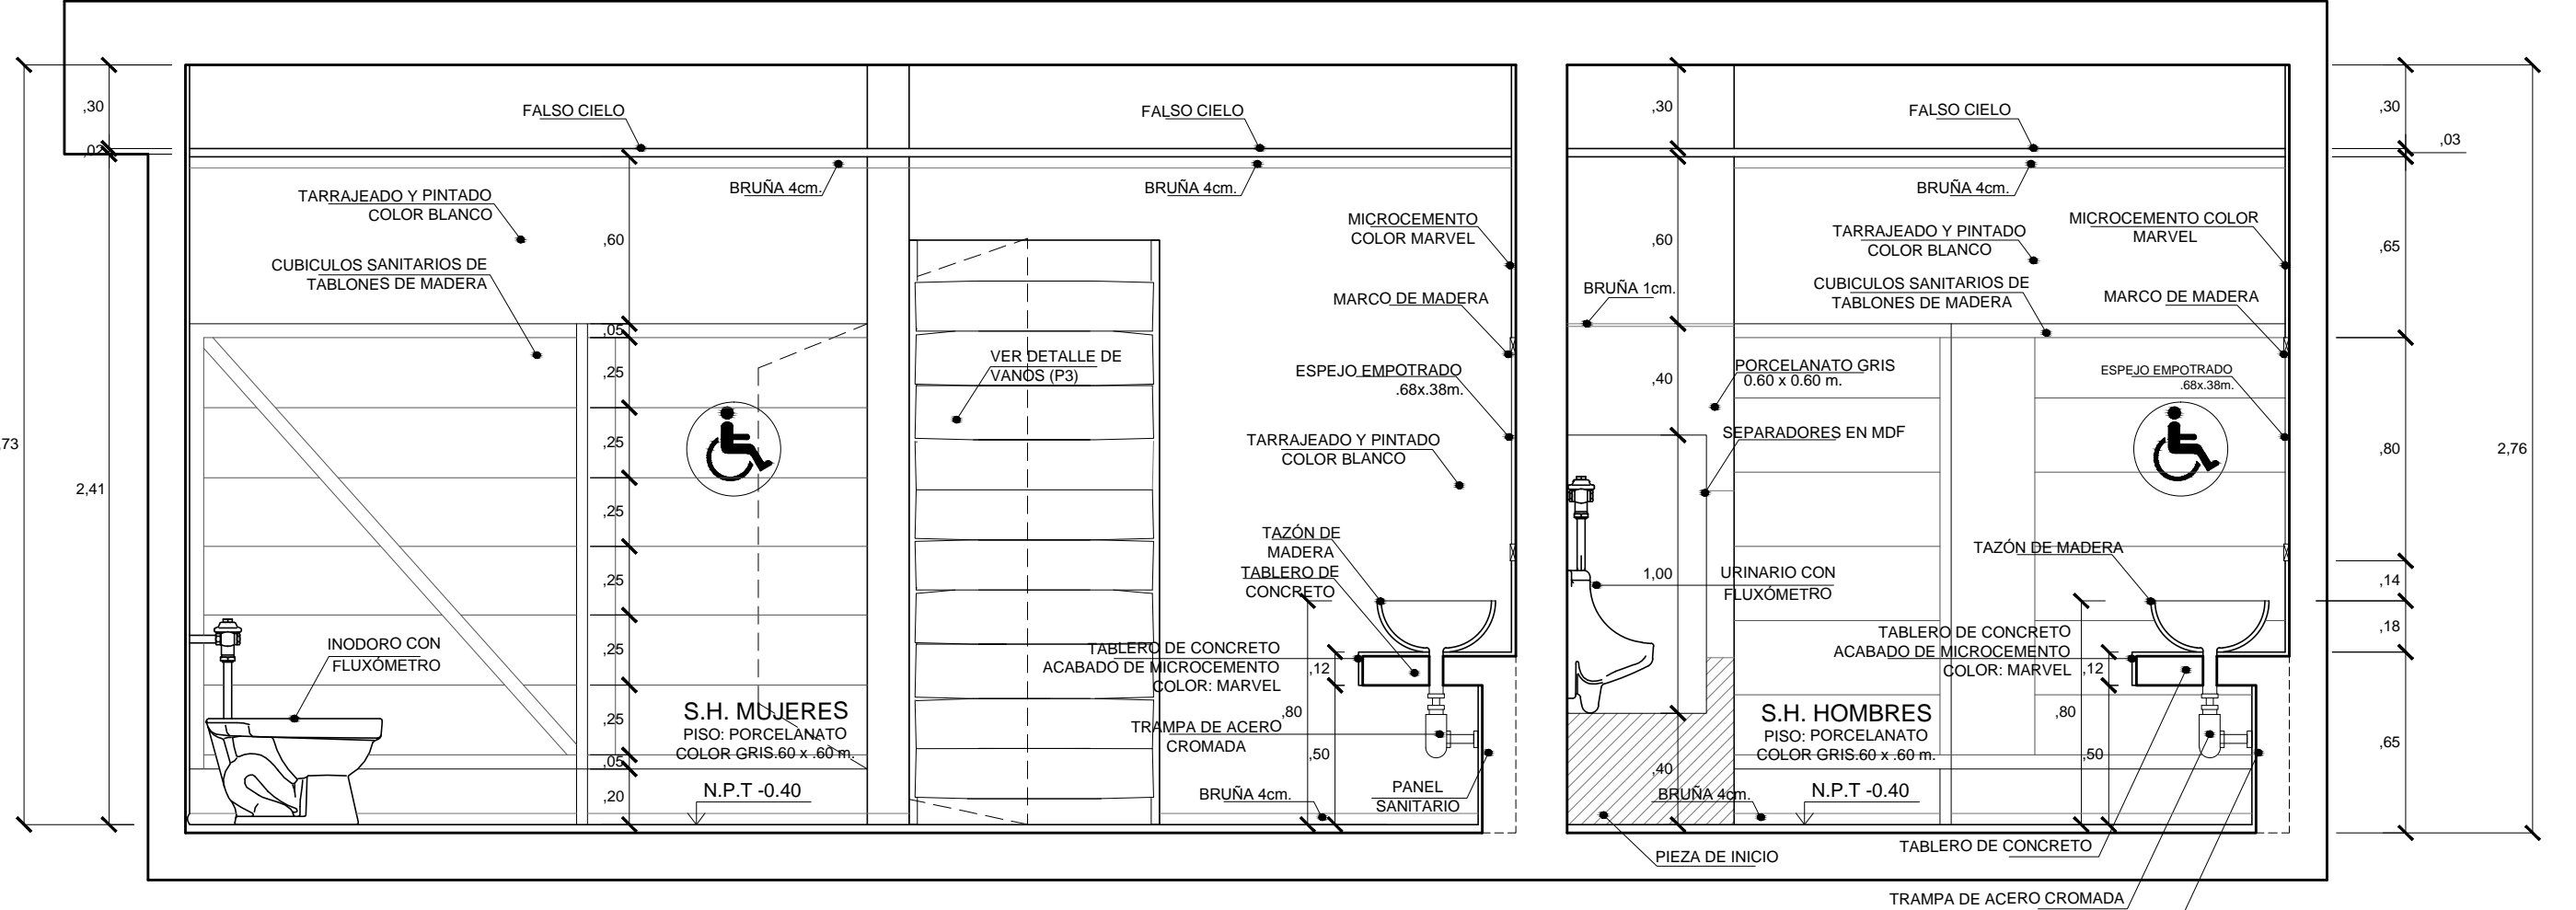 FALSO CIELO
FALSO CIELO
FALSO CIELO
,30
,02
,73
2,41
,30
,30
,03
BRUÑA 4cm.
BRUÑA 4cm.
BRUÑA 4cm.
TARRAJEADO Y PINTADO
COLOR BLANCO
CUBICULOS SANITARIOS DE
TABLONES DE MADERA
,60
,05
,25
,25
,25
,25
,25
,25
,05
,20
INODORO CON
FLUXÓMETRO
S.H. MUJERES
PISO: PORCELANATO
COLOR GRIS.60 x .60 m.
N.P.T -0.40
VER DETALLE DE
VANOS (P3)
MICROCEMENTO
COLOR MARVEL
MARCO DE MADERA
ESPEJO EMPOTRADO
.68x.38m.
TARRAJEADO Y PINTADO
COLOR BLANCO
TAZÓN DE
MADERA
TABLERO DE
CONCRETO
TABLERO DE CONCRETO
ACABADO DE MICROCEMENTO
COLOR: MARVEL
,12
,80
,50
TRAMPA DE ACERO
CROMADA
BRUÑA 4cm.
PANEL
SANITARIO
,60
BRUÑA 1cm.
,40
1,00
,40
PORCELANATO GRIS
0.60 x 0.60 m.
SEPARADORES EN MDF
URINARIO CON
FLUXÓMETRO
TARRAJEADO Y PINTADO
COLOR BLANCO
CUBICULOS SANITARIOS DE
TABLONES DE MADERA
MICROCEMENTO COLOR
MARVEL
MARCO DE MADERA
ESPEJO EMPOTRADO
.68x.38m.
TAZÓN DE MADERA
TABLERO DE CONCRETO
ACABADO DE MICROCEMENTO
COLOR: MARVEL
,12
,80
,50
S.H. HOMBRES
PISO: PORCELANATO
COLOR GRIS.60 x .60 m.
BRUÑA 4cm.
N.P.T -0.40
PIEZA DE INICIO
TABLERO DE CONCRETO
TRAMPA DE ACERO CROMADA
,65
,80
,14
,18
,65
2,76